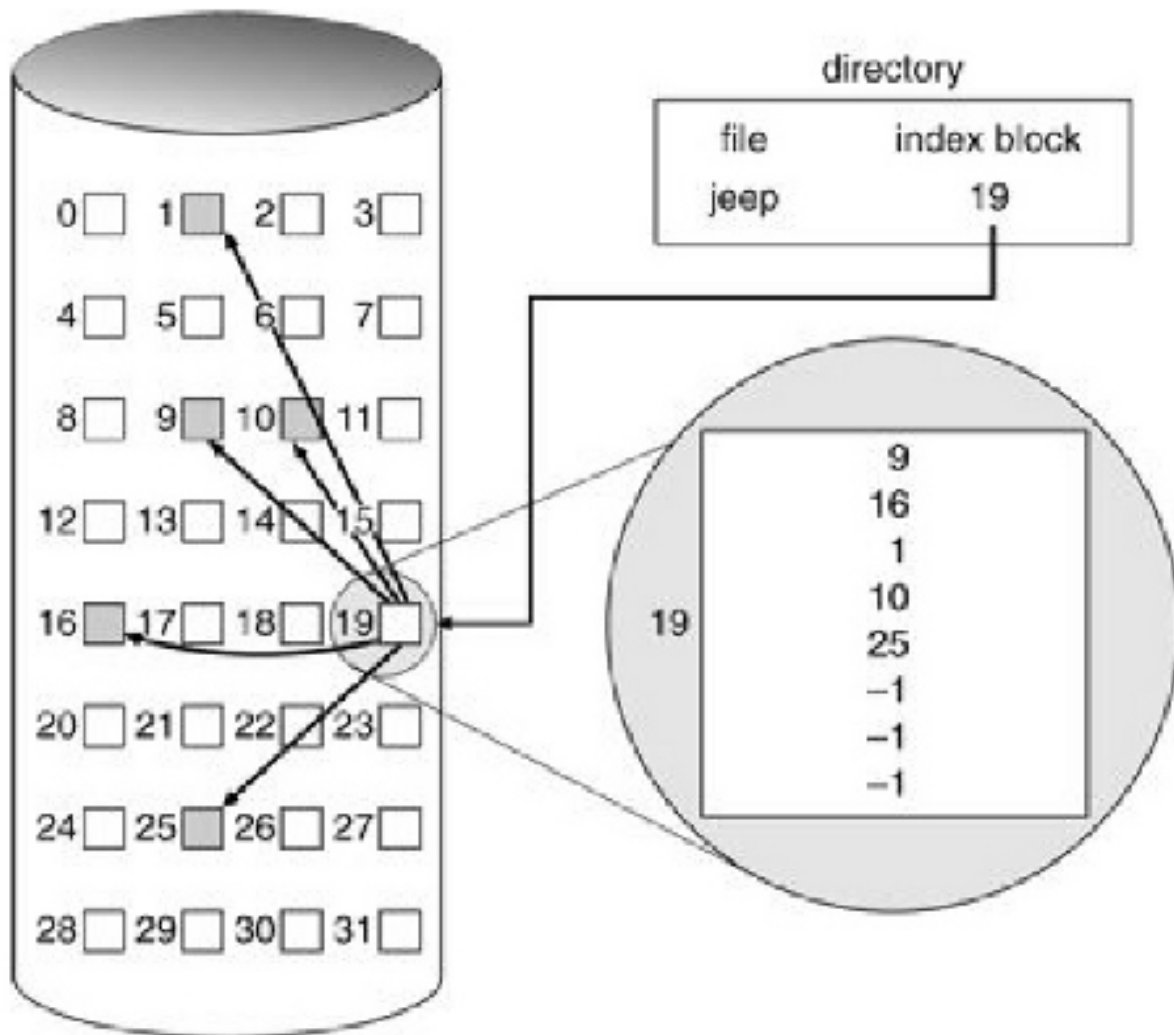 directory
file index block
jeep 19
0 1 2 3
4 5 6 7
8 9 10 11
12 13 14 15
16 17 18 19
20 21 22 23
24 25 26 27
28 29 30 31
19
9
16
1
10
25
–1
–1
–1